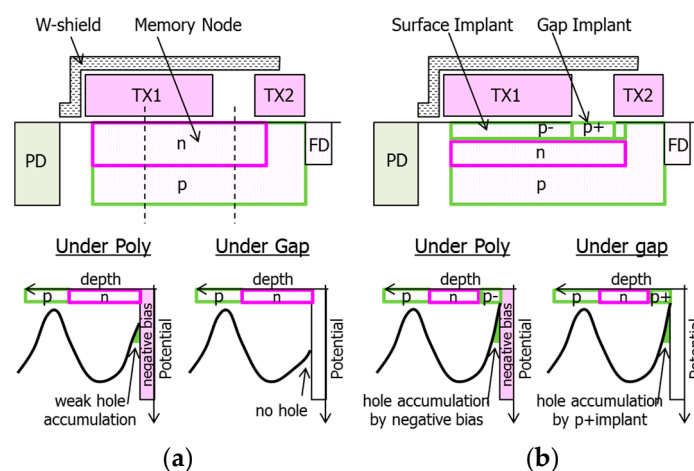 W-shield
Memory Node
TX1
TX2
n
p
PD
FD
Under Poly
Under Gap
depth
p
n
negative bias
Potential
weak hole
accumulation
depth
p
n
Potential
no hole
(a)
Surface Implant
Gap Implant
TX1
TX2
p-
p+
n
p
PD
FD
Under Poly
Under gap
depth
p
n
p-
negative bias
Potential
hole accumulation
by negative bias
depth
p
n
p+
Potential
hole accumulation
by p+implant
(b)